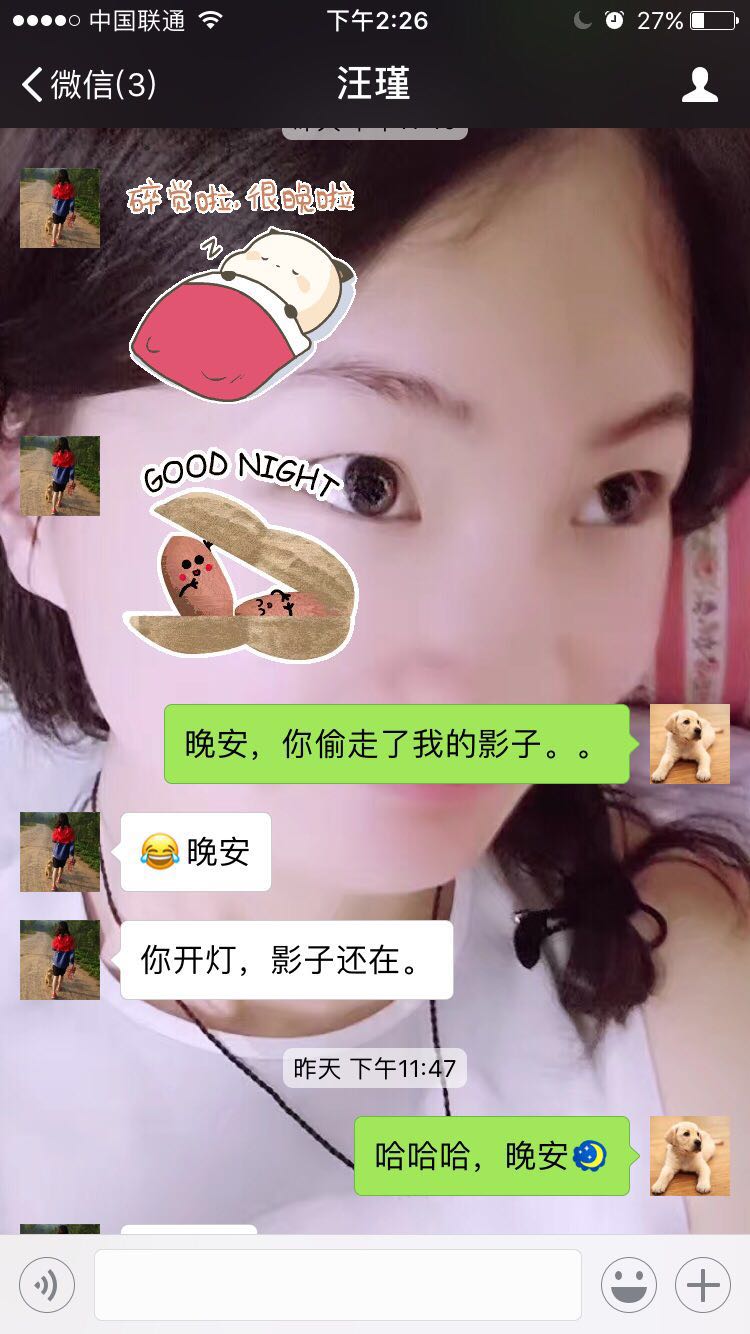 中国联通 下午2:26 27%
微信(3) 汪瑾
碎觉啦.很晚啦
Z
GOOD NIGHT
晚安，你偷走了我的影子。。
😂晚安
你开灯，影子还在。
昨天 下午11:47
哈哈哈，晚安